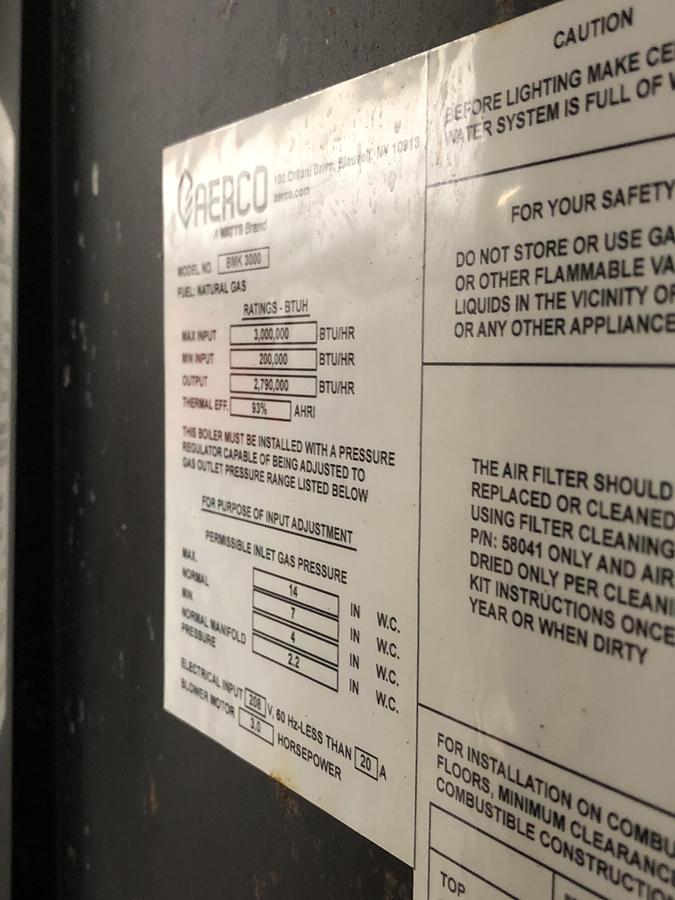 AERCO
A WATTS Brand
100 Oritani Drive, Blauvelt, NY 10913
aerco.com
MODEL NO. BMK 3000
FUEL: NATURAL GAS
RATINGS - BTUH
MAX INPUT 3,000,000 BTU/HR
MIN INPUT 200,000 BTU/HR
OUTPUT 2,790,000 BTU/HR
THERMAL EFF. 93% AHRI
THIS BOILER MUST BE INSTALLED WITH A PRESSURE
REGULATOR CAPABLE OF BEING ADJUSTED TO
GAS OUTLET PRESSURE RANGE LISTED BELOW
FOR PURPOSE OF INPUT ADJUSTMENT
PERMISSIBLE INLET GAS PRESSURE
MAX. 14 IN W.C.
NORMAL 7 IN W.C.
MIN. 4 IN W.C.
NORMAL MANIFOLD
PRESSURE 2.2 IN W.C.
ELECTRICAL INPUT 208 V. 60 Hz-LESS THAN 20 A
BLOWER MOTOR 3.0 HORSEPOWER
CAUTION
BEFORE LIGHTING MAKE CE
WATER SYSTEM IS FULL OF
FOR YOUR SAFETY
DO NOT STORE OR USE GA
OR OTHER FLAMMABLE VA
LIQUIDS IN THE VICINITY OF
OR ANY OTHER APPLIANCE
THE AIR FILTER SHOULD
REPLACED OR CLEANED
USING FILTER CLEANING
P/N: 58041 ONLY AND AIR
DRIED ONLY PER CLEANI
KIT INSTRUCTIONS ONCE
YEAR OR WHEN DIRTY
FOR INSTALLATION ON COMBU
FLOORS, MINIMUM CLEARANCE
COMBUSTIBLE CONSTRUCTION
TOP